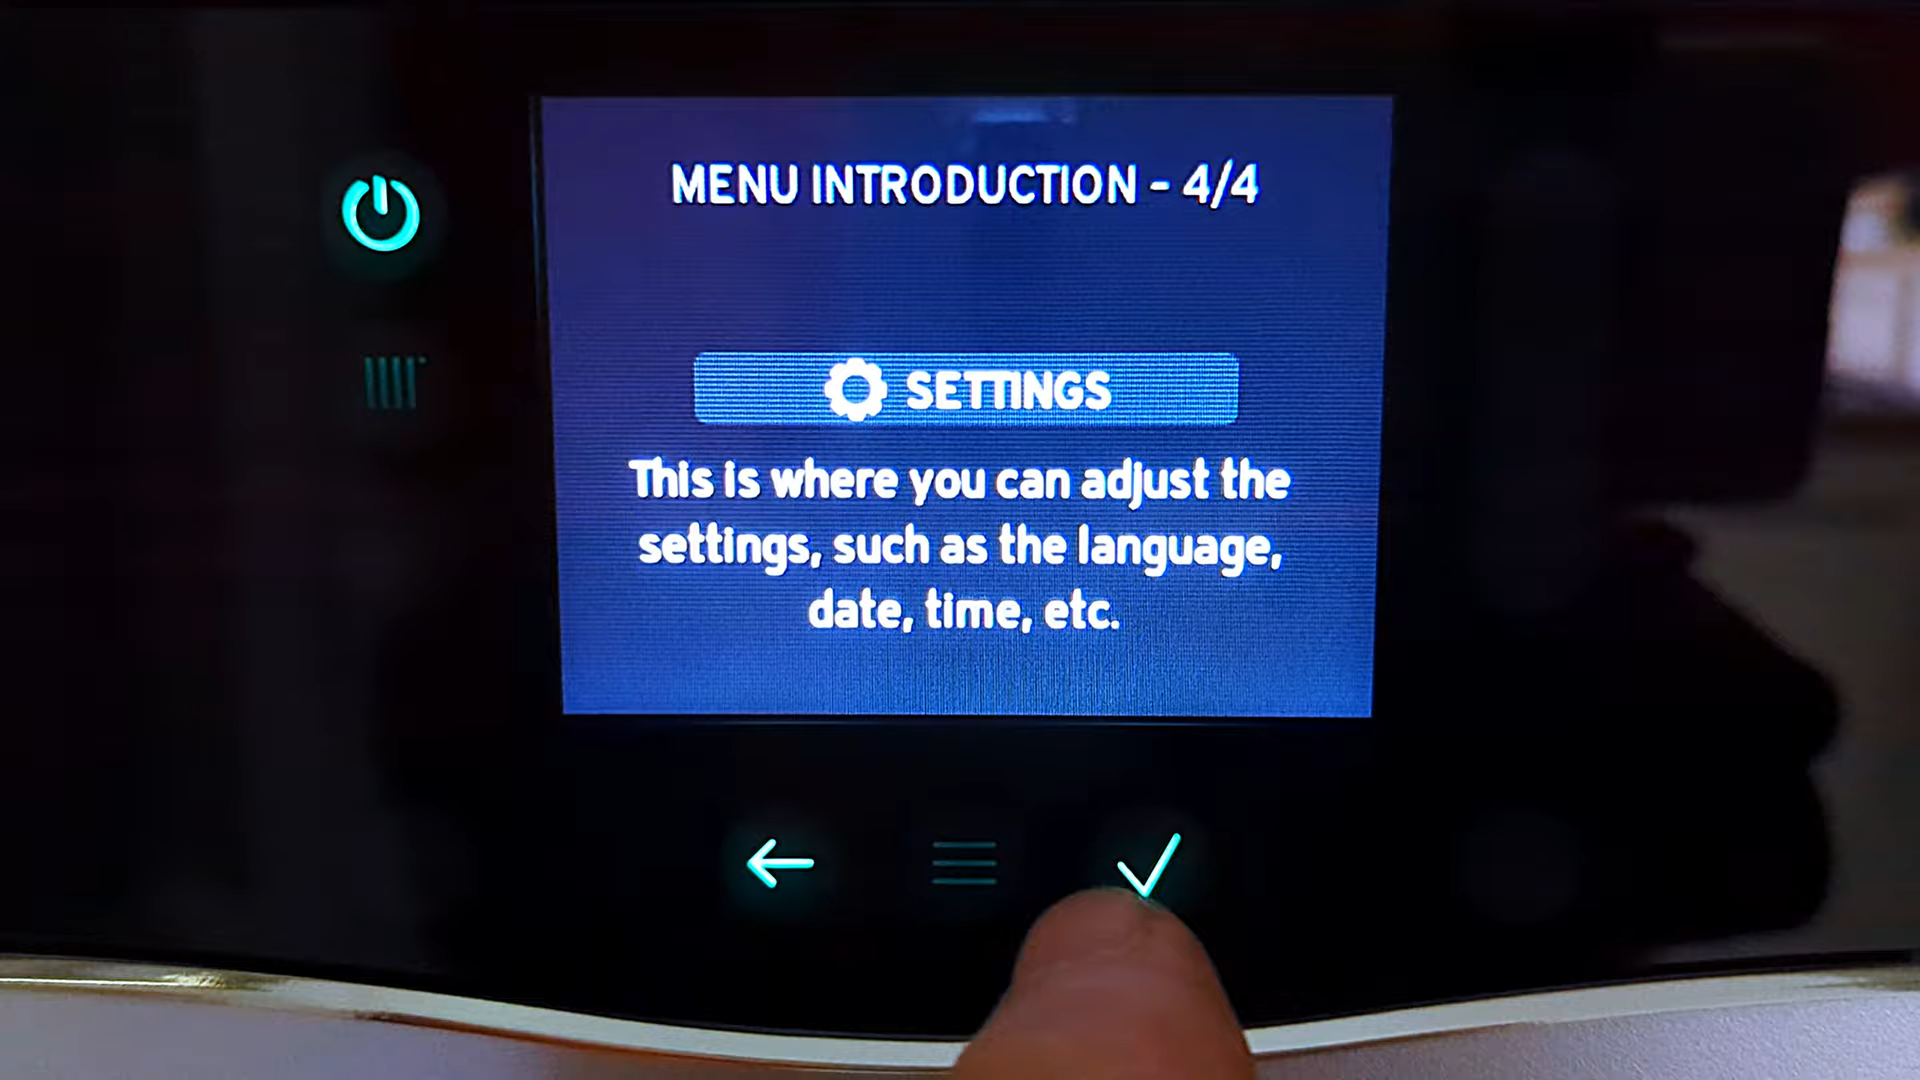 MENU INTRODUCTION - 4/4
SETTINGS
This is where you can adjust the
settings, such as the language,
date, time, etc.